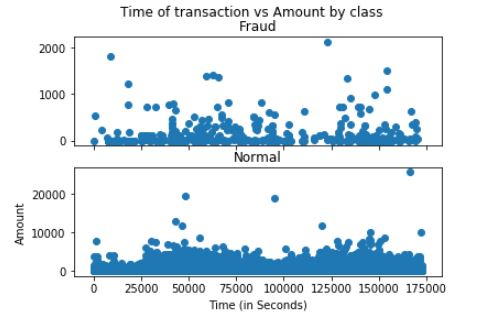 Time of transaction vs Amount by class
Fraud
2000
1000
0
Normal
20000
10000
0
Amount
0 25000 50000 75000 100000 125000 150000 175000
Time (in Seconds)